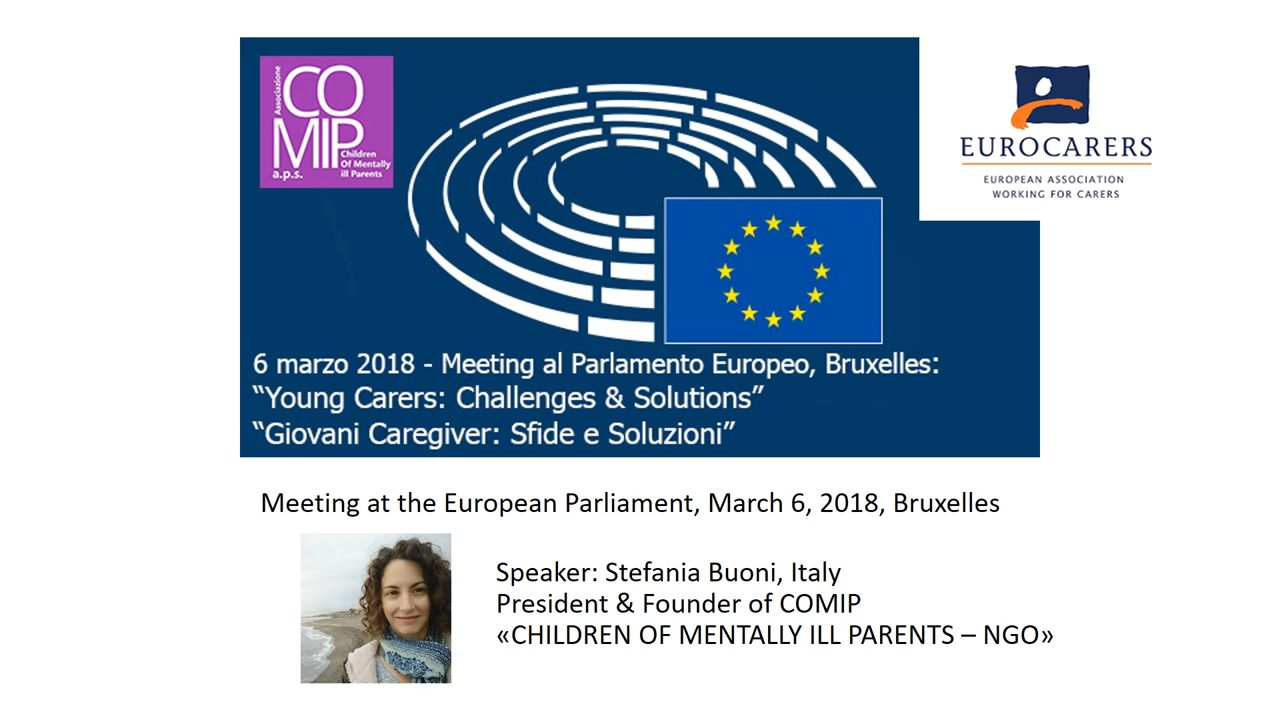 Associazione
CO
MIP
Children
Of Mentally
ill Parents
a.p.s.
EUROCARERS
EUROPEAN ASSOCIATION
WORKING FOR CARERS
6 marzo 2018 - Meeting al Parlamento Europeo, Bruxelles:
“Young Carers: Challenges & Solutions”
“Giovani Caregiver: Sfide e Soluzioni”
Meeting at the European Parliament, March 6, 2018, Bruxelles
Speaker: Stefania Buoni, Italy
President & Founder of COMIP
«CHILDREN OF MENTALLY ILL PARENTS – NGO»